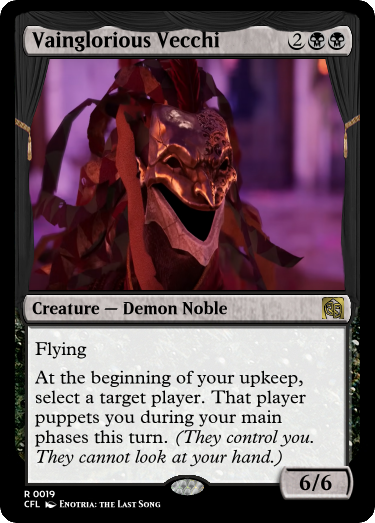 Vainglorious Vecchi 2
Creature — Demon Noble
Flying
At the beginning of your upkeep,
select a target player. That player
puppets you during your main
phases this turn. (They control you.
They cannot look at your hand.)
6/6
R 0019
CFL Enotria: the Last Song